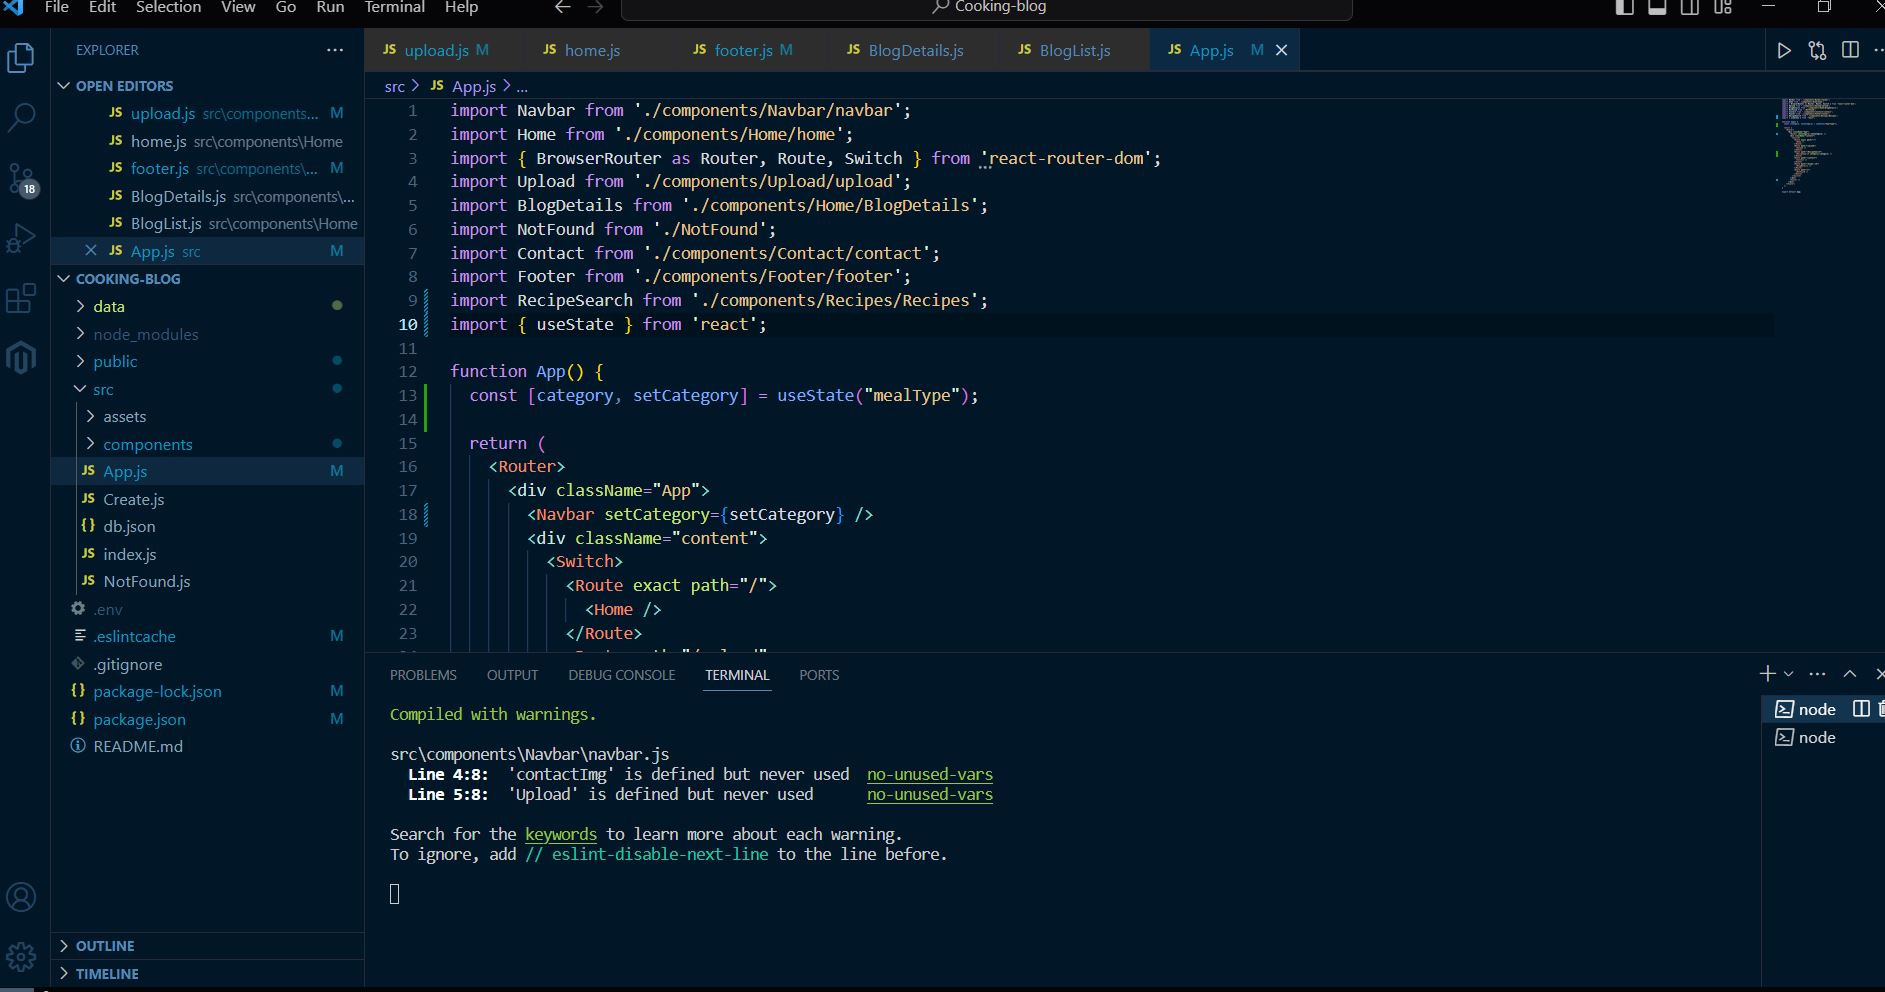 File Edit Selection View Go Run Terminal Help
Cooking-blog
EXPLORER
OPEN EDITORS
JS upload.js src\components... M
JS home.js src\components\Home
JS footer.js src\components\... M
JS BlogDetails.js src\components\...
JS BlogList.js src\components\Home
JS App.js src M
COOKING-BLOG
data
node_modules
public
src
assets
components
JS App.js M
JS Create.js
{} db.json
JS index.js
JS NotFound.js
.env
.eslintcache M
.gitignore
{} package-lock.json M
{} package.json M
README.md
OUTLINE
TIMELINE
18
JS upload.js M JS home.js JS footer.js M JS BlogDetails.js JS BlogList.js JS App.js M
src > JS App.js > ...
1 import Navbar from './components/Navbar/navbar';
2 import Home from './components/Home/home';
3 import { BrowserRouter as Router, Route, Switch } from 'react-router-dom';
4 import Upload from './components/Upload/upload';
5 import BlogDetails from './components/Home/BlogDetails';
6 import NotFound from './NotFound';
7 import Contact from './components/Contact/contact';
8 import Footer from './components/Footer/footer';
9 import RecipeSearch from './components/Recipes/Recipes';
10 import { useState } from 'react';
11
12 function App() {
13 const [category, setCategory] = useState("mealType");
14
15 return (
16 <Router>
17 <div className="App">
18 <Navbar setCategory={setCategory} />
19 <div className="content">
20 <Switch>
21 <Route exact path="/">
22 <Home />
23 </Route>
PROBLEMS OUTPUT DEBUG CONSOLE TERMINAL PORTS
Compiled with warnings.
src\components\Navbar\navbar.js
Line 4:8: 'contactImg' is defined but never used no-unused-vars
Line 5:8: 'Upload' is defined but never used no-unused-vars
Search for the keywords to learn more about each warning.
To ignore, add // eslint-disable-next-line to the line before.
node
node